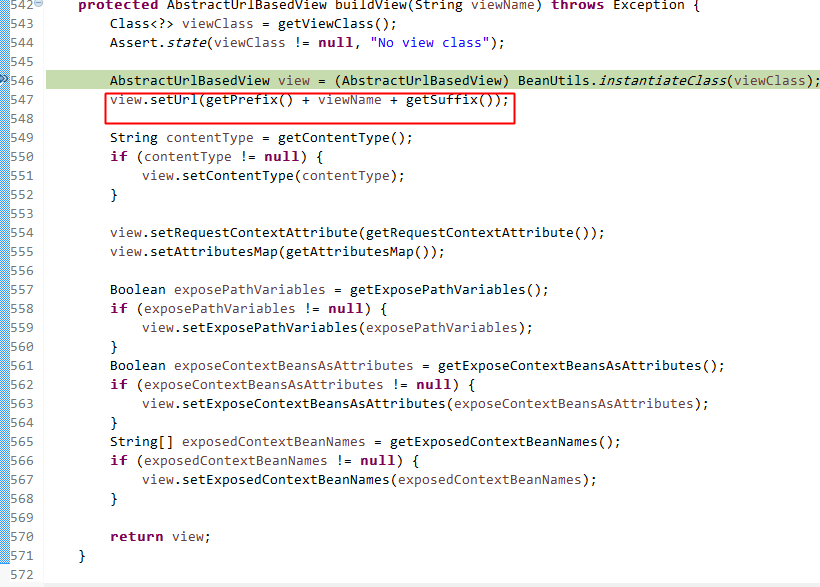 542 protected AbstractUrlBasedView buildView(String viewName) throws Exception {
543 Class<?> viewClass = getViewClass();
544 Assert.state(viewClass != null, "No view class");
545
546 AbstractUrlBasedView view = (AbstractUrlBasedView) BeanUtils.instantiateClass(viewClass);
547 view.setUrl(getPrefix() + viewName + getSuffix());
548
549 String contentType = getContentType();
550 if (contentType != null) {
551 view.setContentType(contentType);
552 }
553
554 view.setRequestContextAttribute(getRequestContextAttribute());
555 view.setAttributesMap(getAttributesMap());
556
557 Boolean exposePathVariables = getExposePathVariables();
558 if (exposePathVariables != null) {
559 view.setExposePathVariables(exposePathVariables);
560 }
561 Boolean exposeContextBeansAsAttributes = getExposeContextBeansAsAttributes();
562 if (exposeContextBeansAsAttributes != null) {
563 view.setExposeContextBeansAsAttributes(exposeContextBeansAsAttributes);
564 }
565 String[] exposedContextBeanNames = getExposedContextBeanNames();
566 if (exposedContextBeanNames != null) {
567 view.setExposedContextBeanNames(exposedContextBeanNames);
568 }
569
570 return view;
571 }
572